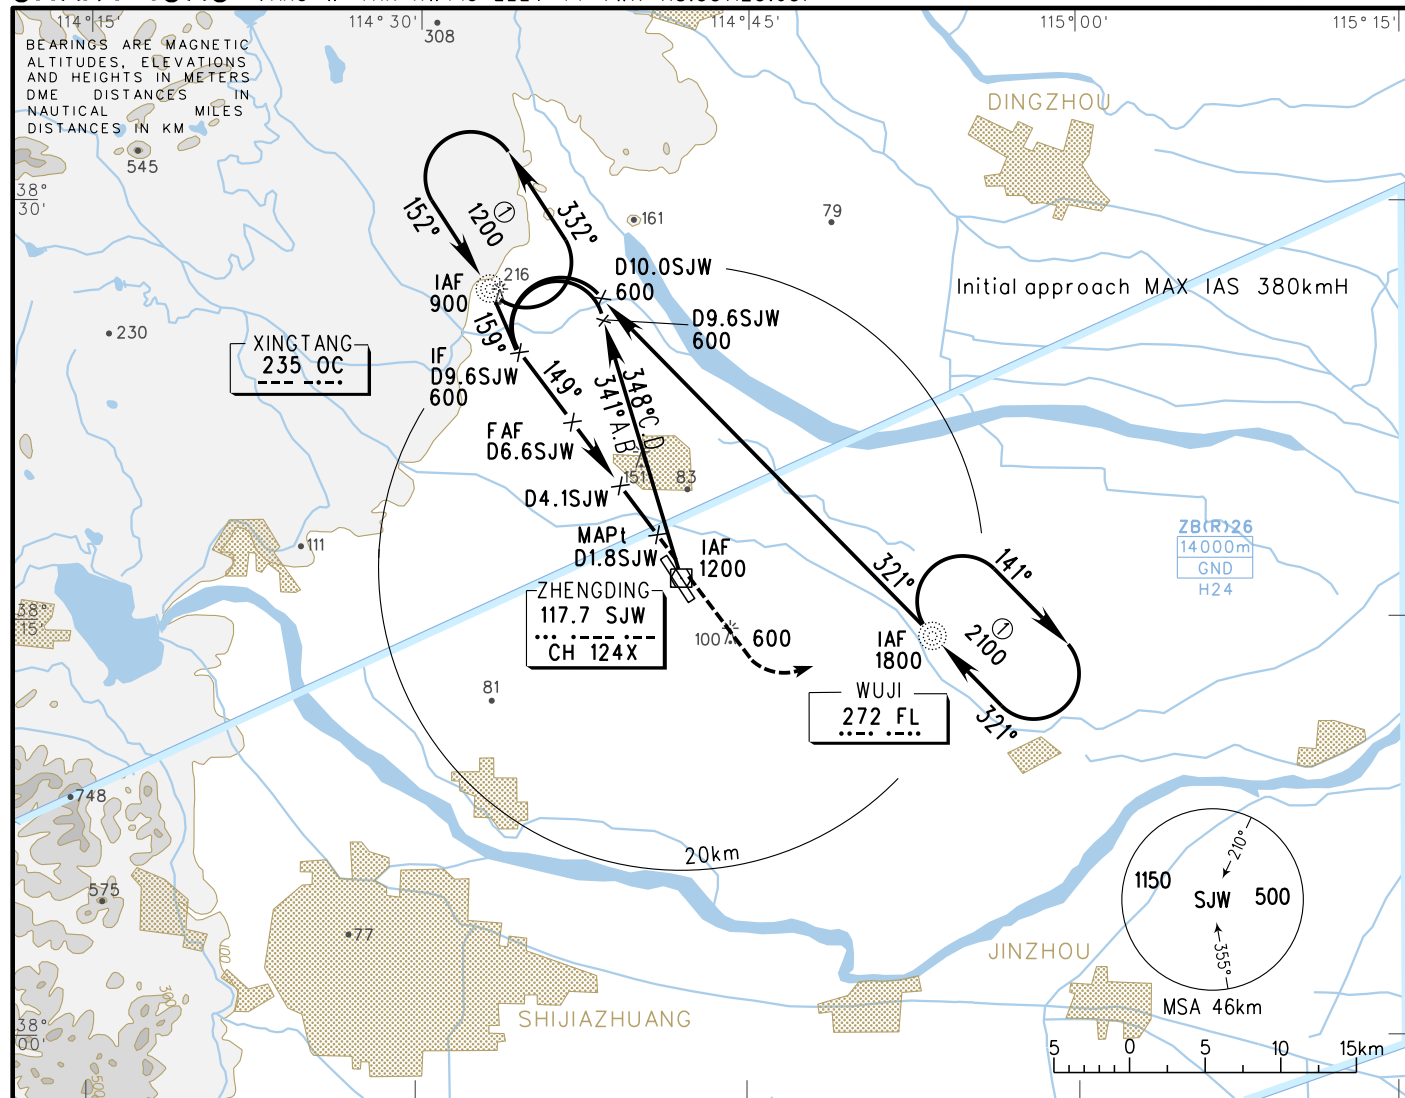 114°15'
114°30'
114°45'
115°00'
115°15'
308
BEARINGS ARE MAGNETIC
ALTITUDES, ELEVATIONS
AND HEIGHTS IN METERS
DME DISTANCES IN
NAUTICAL MILES
DISTANCES IN KM
545
DINGZHOU
38°
30'
152°
1200
①
332°
161
79
IAF
900
216
D10.0SJW
600
Initial approach MAX IAS 380kmH
230
XINGTANG
235 OC
159°
D9.6SJW
600
IF
D9.6SJW
600
149°
348°C.D
341°A.B
FAF
D6.6SJW
151
83
D4.1SJW
111
MAPt
D1.8SJW
IAF
1200
ZB(R)26
14000m
GND
H24
321°
141°
ZHENGDING
117.7 SJW
CH 124X
38°
15'
100
600
IAF
1800
①
2100
321°
WUJI
272 FL
81
748
20km
575
77
210°
1150
SJW
500
355°
MSA 46km
JINZHOU
SHIJIAZHUANG
100
300
500
38°
00'
5 0 5 10 15km